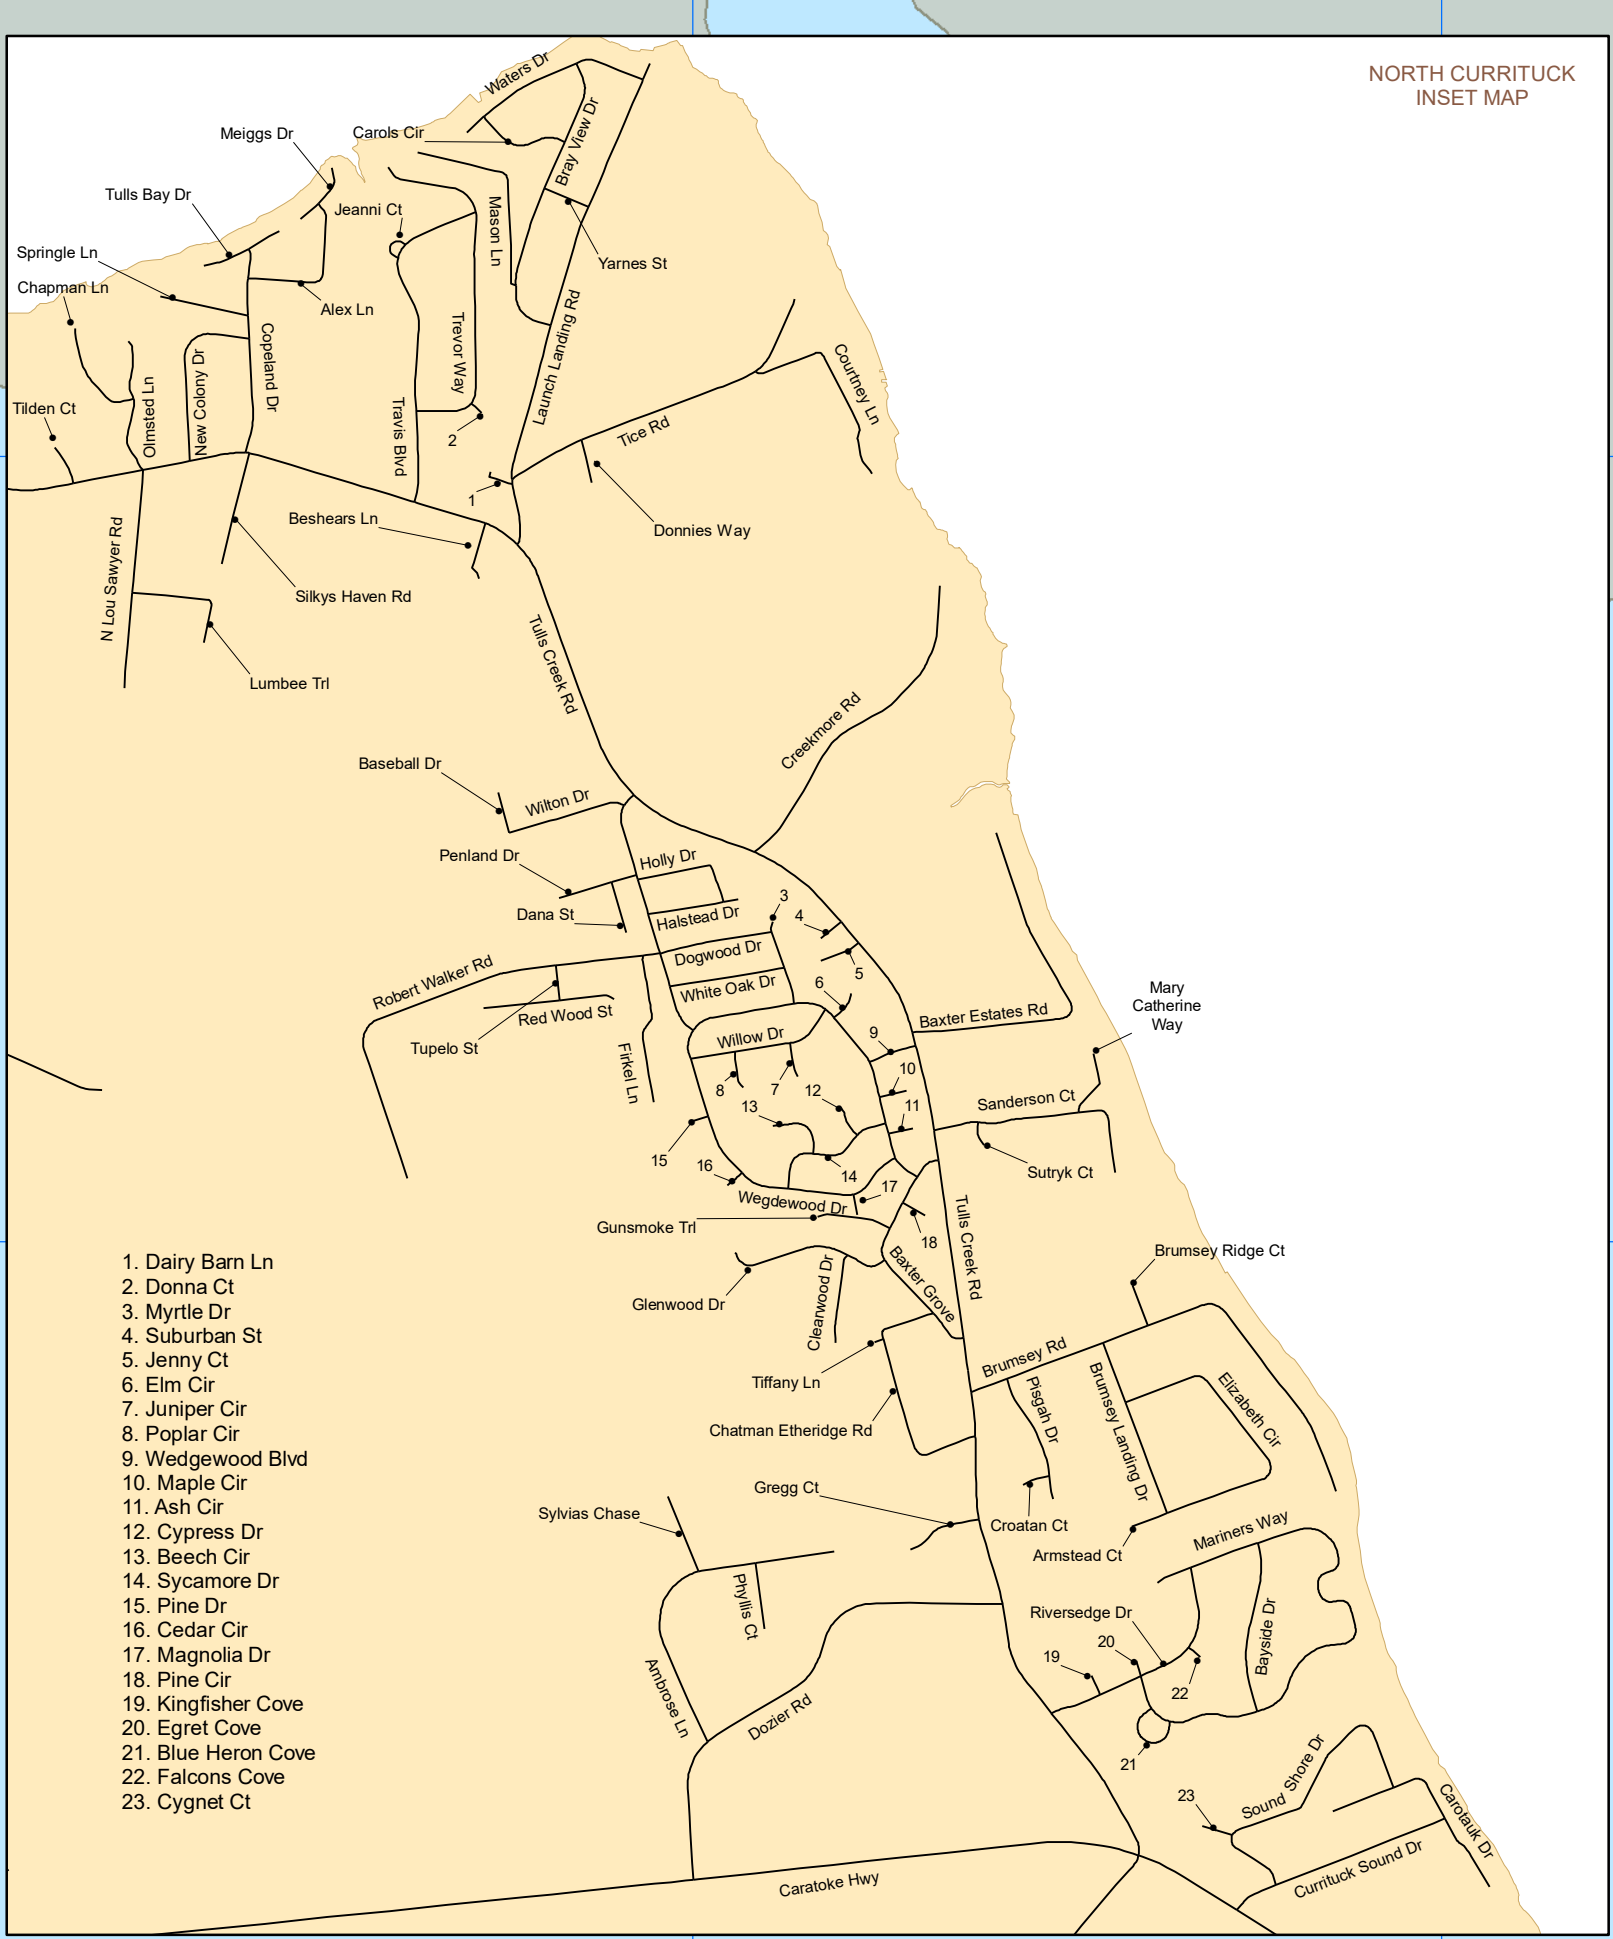 NORTH CURRITUCK
INSET MAP
Waters Dr
Meiggs Dr
Carols Cir
Bray View Dr
Tulls Bay Dr
Jeanni Ct
Mason Ln
Springle Ln
Yarnes St
Chapman Ln
Alex Ln
Copeland Dr
Trevor Way
Launch Landing Rd
New Colony Dr
Olmsted Ln
Courtney Ln
Tilden Ct
Travis Blvd
2
Tice Rd
1
Beshears Ln
Donnies Way
N Lou Sawyer Rd
Silkys Haven Rd
Lumbee Trl
Tulls Creek Rd
Creekmore Rd
Baseball Dr
Wilton Dr
Penland Dr
Holly Dr
Dana St
Halstead Dr
3
4
5
Dogwood Dr
Robert Walker Rd
White Oak Dr
6
Red Wood St
Tupelo St
Firkel Ln
Willow Dr
9
Baxter Estates Rd
Mary
Catherine
Way
8
7
12
10
13
11
Sanderson Ct
15
16
14
17
Sutryk Ct
Wegdewood Dr
Gunsmoke Trl
18
Tulls Creek Rd
Baxter Grove
Glenwood Dr
Clearwood Dr
Brumsey Ridge Ct
Tiffany Ln
Brumsey Rd
Pisgah Dr
Brumsey Landing Dr
Elizabeth Cir
Chatman Etheridge Rd
Gregg Ct
Sylvias Chase
Croatan Ct
Armstead Ct
Mariners Way
Phyllis Ct
Riversedge Dr
Bayside Dr
19
20
22
Ambrose Ln
Dozier Rd
21
23
Sound Shore Dr
Carotauk Dr
Currituck Sound Dr
Caratoke Hwy
1. Dairy Barn Ln
2. Donna Ct
3. Myrtle Dr
4. Suburban St
5. Jenny Ct
6. Elm Cir
7. Juniper Cir
8. Poplar Cir
9. Wedgewood Blvd
10. Maple Cir
11. Ash Cir
12. Cypress Dr
13. Beech Cir
14. Sycamore Dr
15. Pine Dr
16. Cedar Cir
17. Magnolia Dr
18. Pine Cir
19. Kingfisher Cove
20. Egret Cove
21. Blue Heron Cove
22. Falcons Cove
23. Cygnet Ct